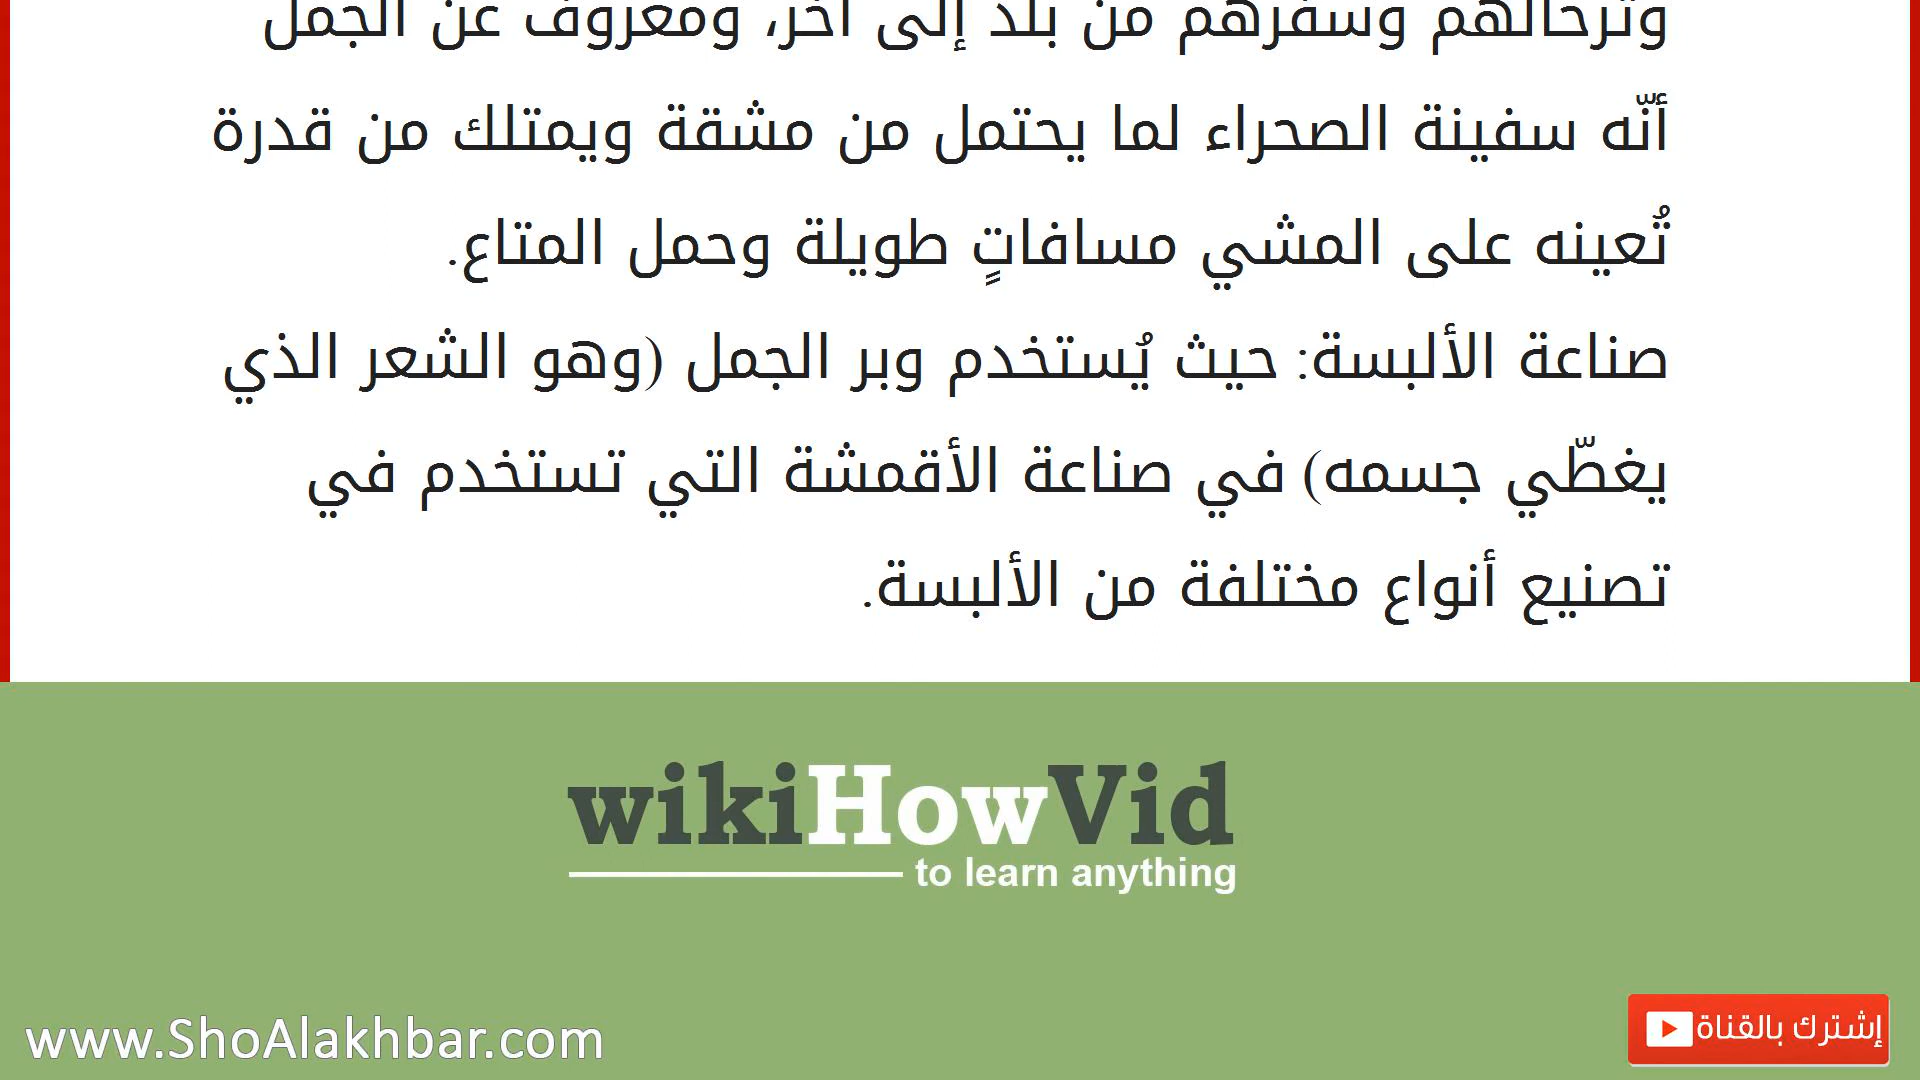 وترحالهم وسفرهم من بلد إلى آخر، ومعروف عن الجمل
أنّه سفينة الصحراء لما يحتمل من مشقة ويمتلك من قدرة
تُعينه على المشي مسافاتٍ طويلة وحمل المتاع.
صناعة الألبسة: حيث يُستخدم وبر الجمل (وهو الشعر الذي
يغطّي جسمه) في صناعة الأقمشة التي تستخدم في
تصنيع أنواع مختلفة من الألبسة.
wikiHowVid
to learn anything
www.ShoAlakhbar.com
إشترك بالقناة